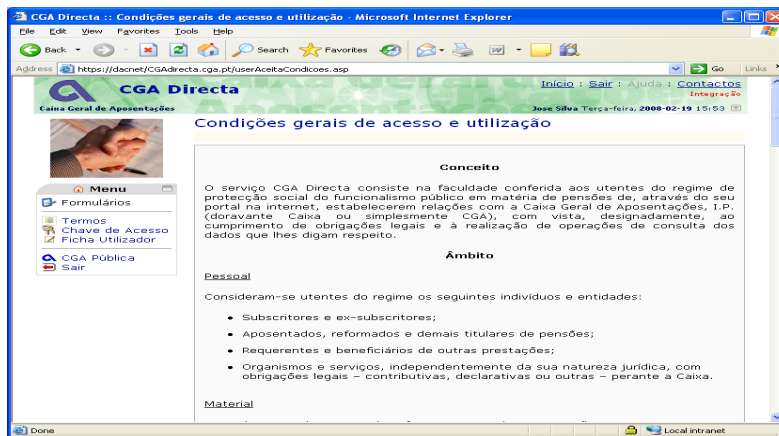 CGA Directa :: Condições gerais de acesso e utilização - Microsoft Internet Explorer
File Edit View Favorites Tools Help
Back Search Favorites
Address https://dacnet/CGAdirecta.cga.pt/userAceitaCondicoes.asp Go Links
CGA Directa
Início : Sair : Ajuda : Contactos
Integração
Caixa Geral de Aposentações
Jose Silva Terça-feira, 2008-02-19 15:53
Condições gerais de acesso e utilização
Menu
Formulários
Termos
Chave de Acesso
Ficha Utilizador
CGA Pública
Sair
Conceito
O serviço CGA Directa consiste na faculdade conferida aos utentes do regime de
protecção social do funcionalismo público em matéria de pensões de, através do seu
portal na internet, estabelecerem relações com a Caixa Geral de Aposentações, I.P.
(doravante Caixa ou simplesmente CGA), com vista, designadamente, ao
cumprimento de obrigações legais e à realização de operações de consulta dos
dados que lhes digam respeito.
Âmbito
Pessoal
Consideram-se utentes do regime os seguintes indivíduos e entidades:
• Subscritores e ex-subscritores;
• Aposentados, reformados e demais titulares de pensões;
• Requerentes e beneficiários de outras prestações;
• Organismos e serviços, independentemente da sua natureza jurídica, com
obrigações legais – contributivas, declarativas ou outras – perante a Caixa.
Material
Done
Local intranet